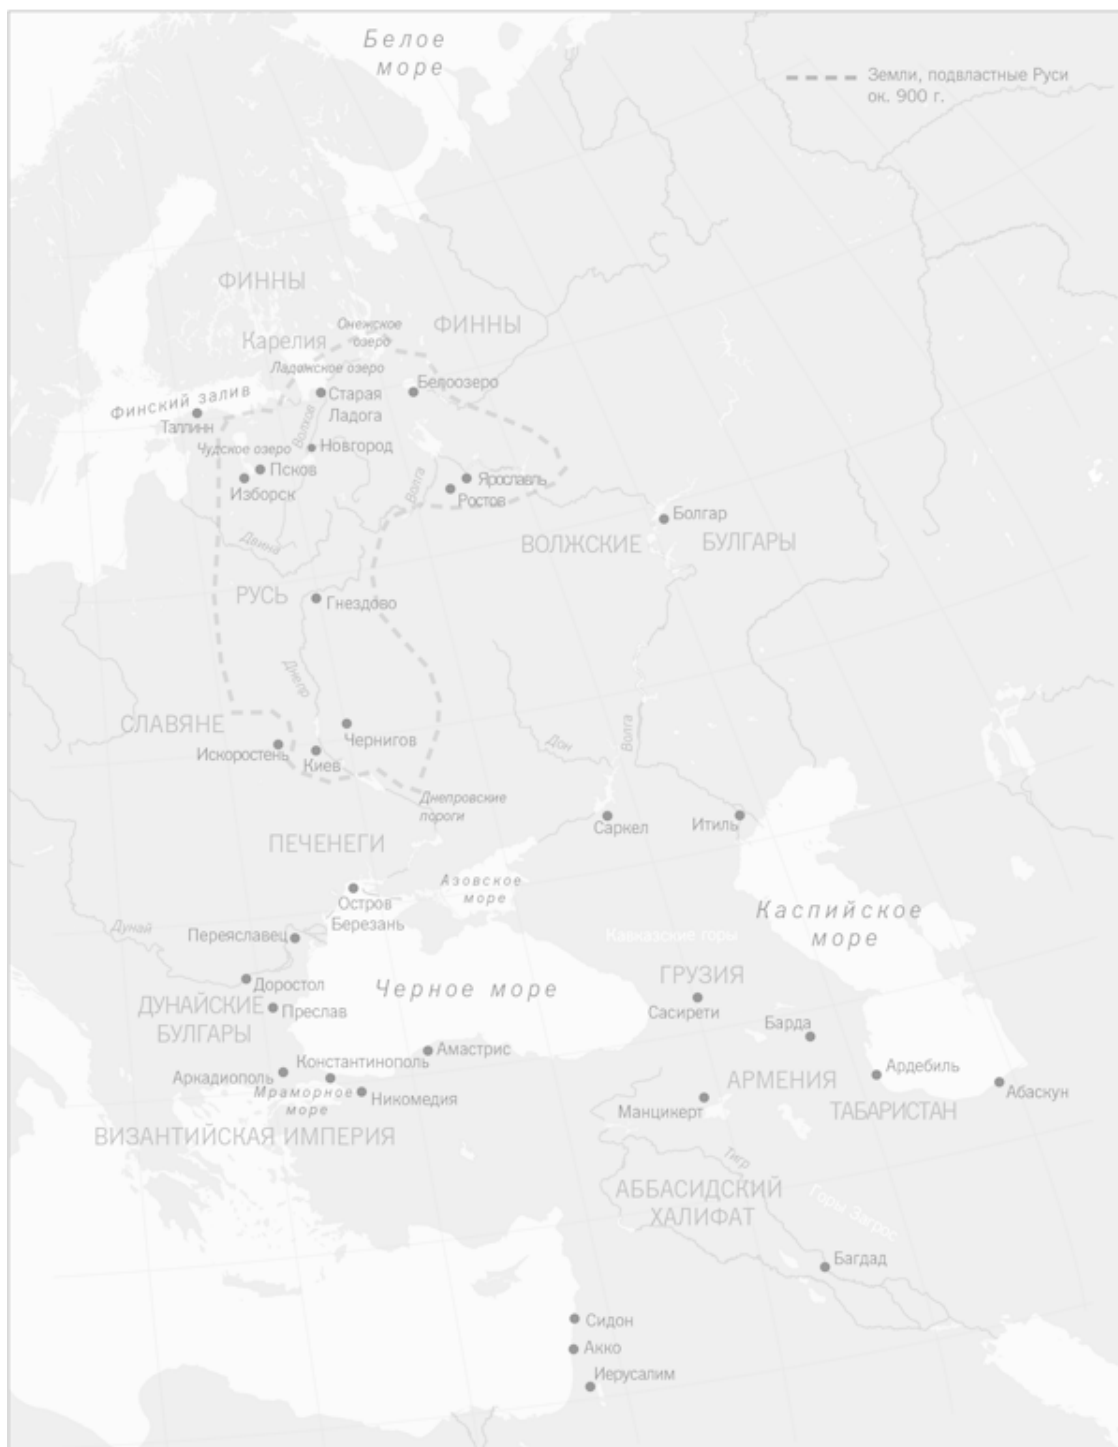 Белое
море
Земли, подвластные Руси
ок. 900 г.
ФИННЫ
Онежское
озеро
ФИННЫ
Карелия
Ладожское озеро
Белоозеро
Финский залив
Старая
Ладога
Таллинн
Волхов
Чудское озеро
Новгород
Псков
Изборск
Волга
Ярославль
Ростов
Болгар
Двина
ВОЛЖСКИЕ
БУЛГАРЫ
РУСЬ
Гнездово
Днепр
СЛАВЯНЕ
Чернигов
Искоростень
Киев
Дон
Волга
Днепровские
пороги
Саркел
Итиль
ПЕЧЕНЕГИ
Азовское
море
Остров
Березань
Каспийское
море
Дунай
Переяславец
Кавказские горы
Доростол
ГРУЗИЯ
Черное море
ДУНАЙСКИЕ
БУЛГАРЫ
Преслав
Сасирети
Барда
Амастрис
Константинополь
Аркадиополь
Мраморное
море
Никомедия
АРМЕНИЯ
Ардебиль
Абаскун
Манцикерт
ТАБАРИСТАН
ВИЗАНТИЙСКАЯ ИМПЕРИЯ
Тигр
АББАСИДСКИЙ
ХАЛИФАТ
Горы Загрос
Багдад
Сидон
Акко
Иерусалим